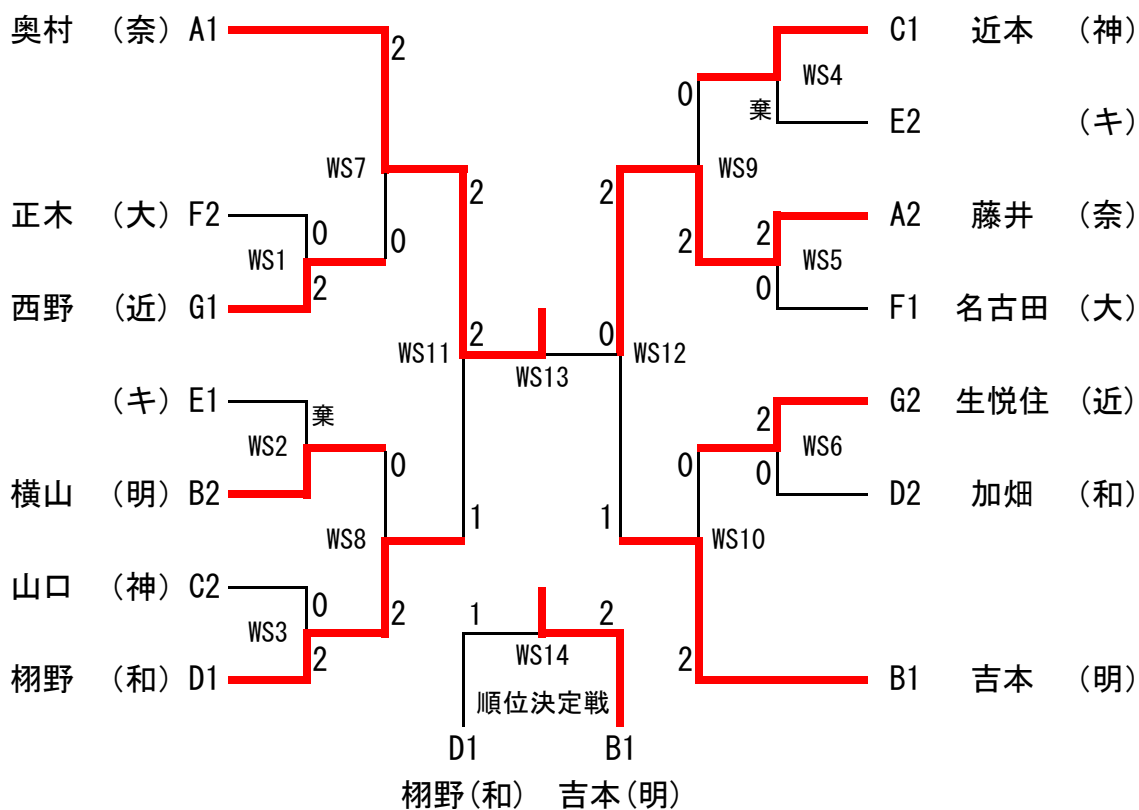 奥村 （奈） A1 2 C1 近本 （神）
0 WS4
棄 E2 （キ）
WS7 WS9
2 2
正木 （大） F2 0 0 2 2 A2 藤井 （奈）
WS1 WS5
西野 （近） G1 2 0 F1 名古田 （大）
WS11 2 WS13 0 WS12
（キ） E1 棄 2 G2 生悦住 （近）
WS2 WS6
横山 （明） B2 0 0 0 D2 加畑 （和）
1 1
WS8 WS10
山口 （神） C2 0 2 1 2
WS3 WS14
栩野 （和） D1 2 2 B1 吉本 （明）
順位決定戦
D1 B1
栩野(和) 吉本(明)